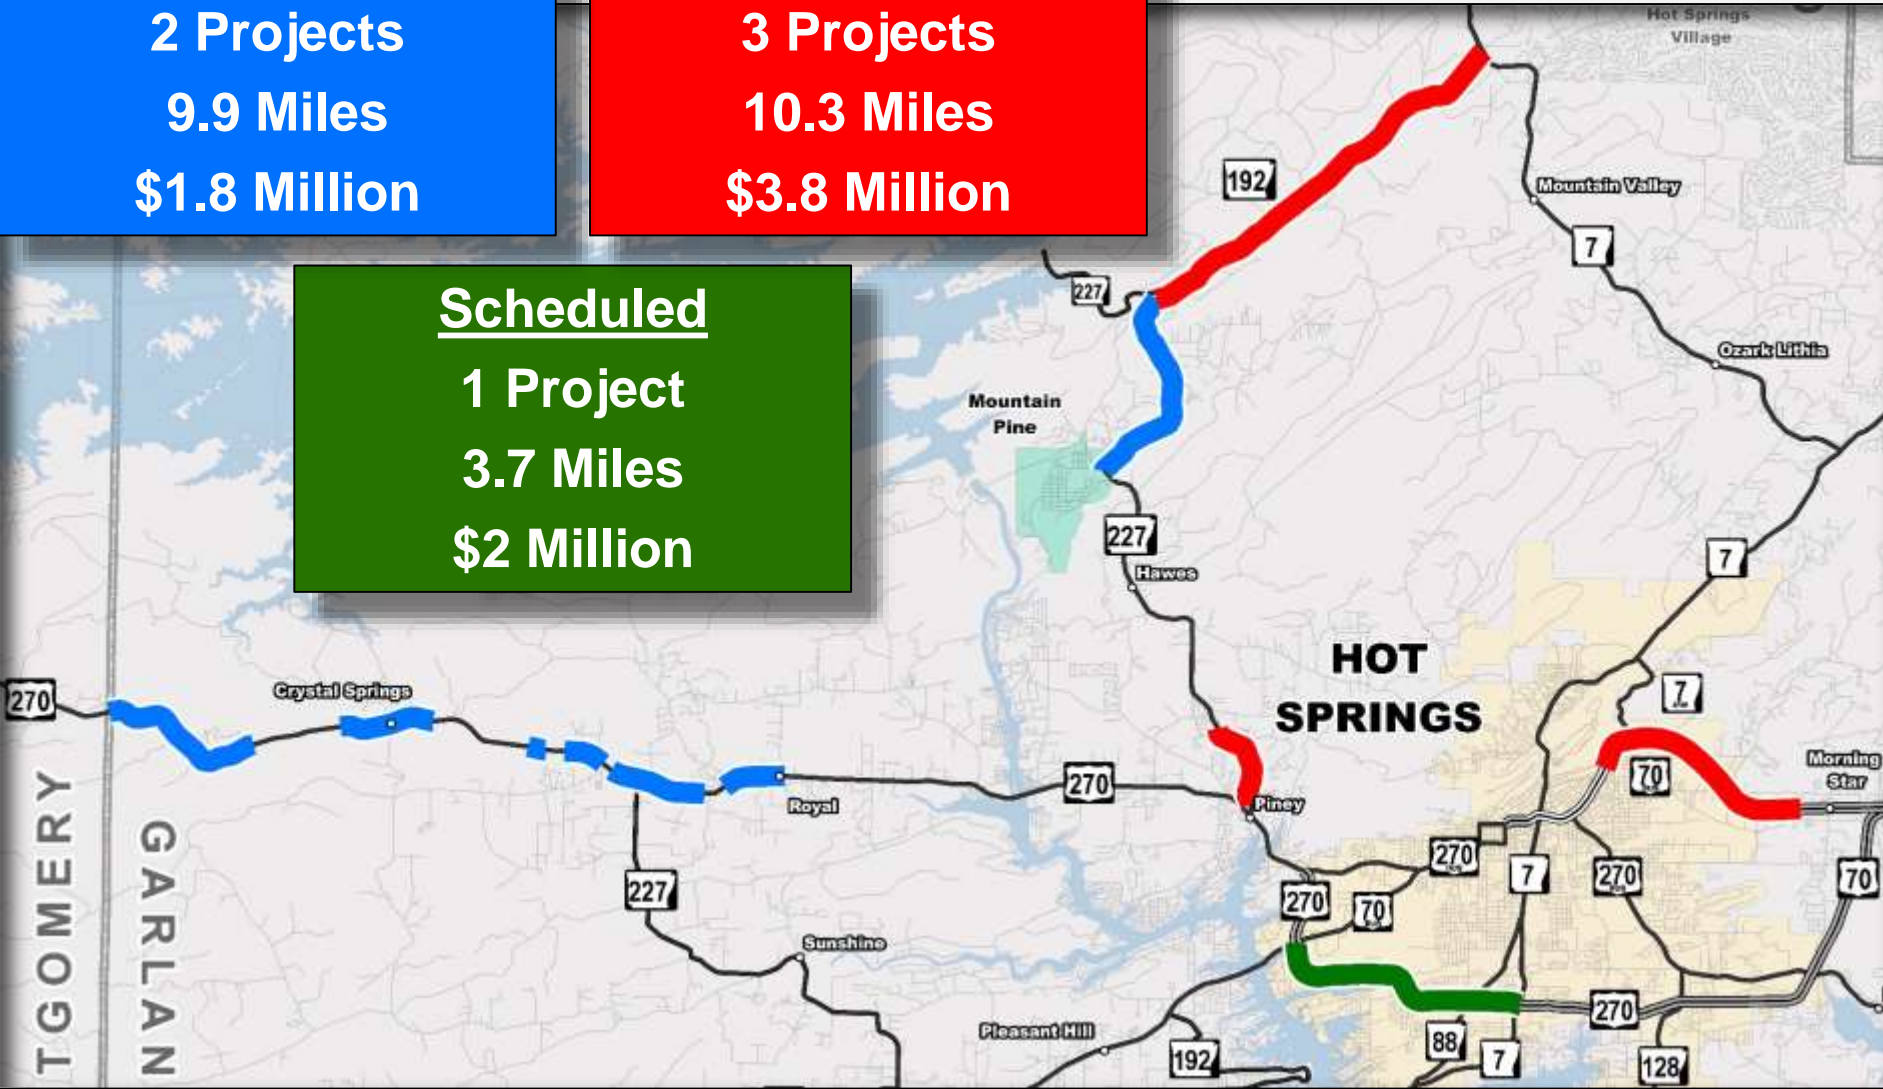 2 Projects
9.9 Miles
$1.8 Million
3 Projects
10.3 Miles
$3.8 Million
Scheduled
1 Project
3.7 Miles
$2 Million
Hot Springs
Village
192
Mountain Valley
7
227
Ozark Lithia
Mountain
Pine
227
Hawes
7
HOT
SPRINGS
7
270
Crystal Springs
270
Royal
Piney
70
Morning
Star
227
270
7
270
70
270
70
Sunshine
Pleasant Hill
192
88
7
270
128
TGOMERY
GARLAN